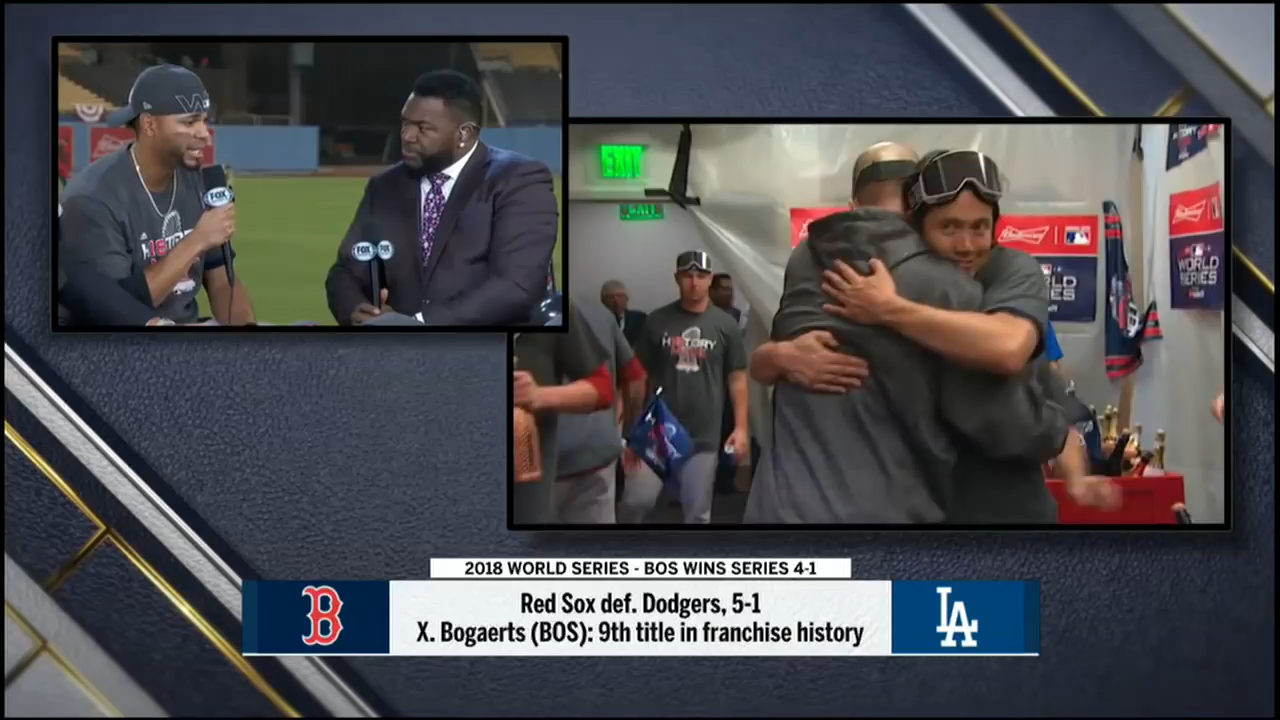 FOX
FOX FOX
EXIT
EXIT
HISTORY
Budweiser
WORLD
SERIES
Budweiser
WORLD
SERIES
2018 WORLD SERIES - BOS WINS SERIES 4-1
B
Red Sox def. Dodgers, 5-1
X. Bogaerts (BOS): 9th title in franchise history
LA